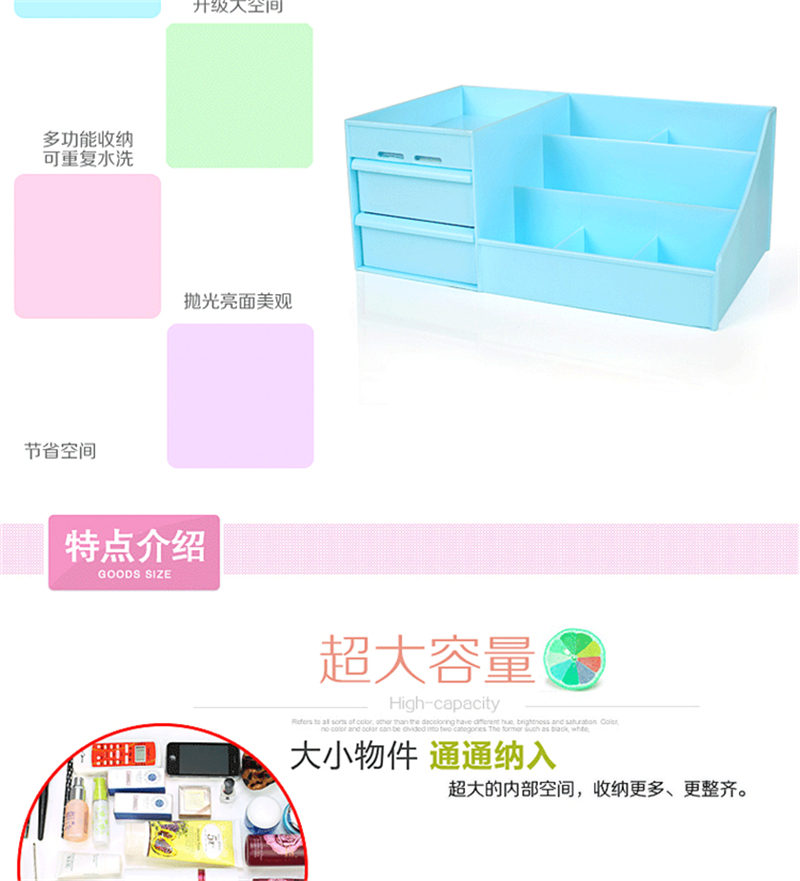 升级大空间
多功能收纳
可重复水洗
抛光亮面美观
节省空间
特点介绍
GOODS SIZE
超大容量
High-capacity
Refers to all sorts of color, other than the decoloring have different hue, brightness and saturation. Color,
no color and color can be divided into two categories The former such as black, white,
大小物件 通通纳入
超大的内部空间，收纳更多、更整齐。